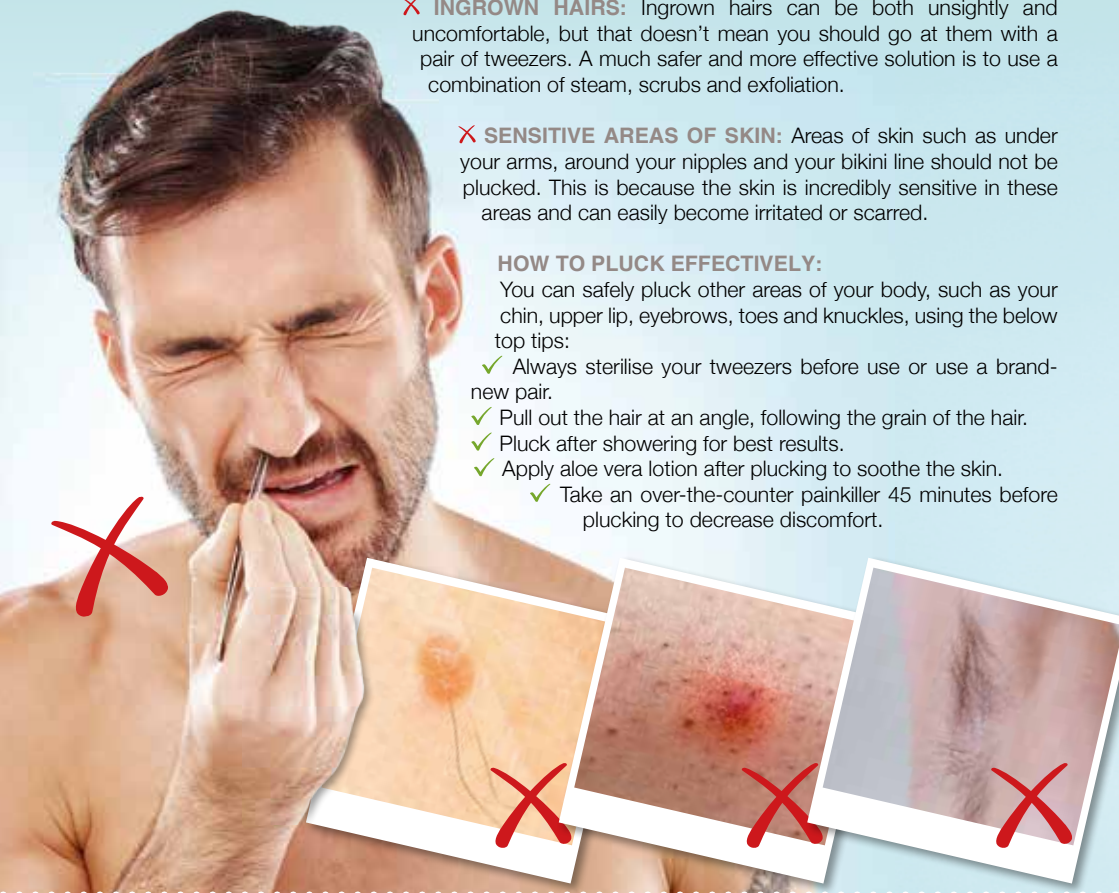 ✗ INGROWN HAIRS: Ingrown hairs can be both unsightly and
uncomfortable, but that doesn't mean you should go at them with a
pair of tweezers. A much safer and more effective solution is to use a
combination of steam, scrubs and exfoliation.
✗ SENSITIVE AREAS OF SKIN: Areas of skin such as under
your arms, around your nipples and your bikini line should not be
plucked. This is because the skin is incredibly sensitive in these
areas and can easily become irritated or scarred.
HOW TO PLUCK EFFECTIVELY:
You can safely pluck other areas of your body, such as your
chin, upper lip, eyebrows, toes and knuckles, using the below
top tips:
✓ Always sterilise your tweezers before use or use a brand-
new pair.
✓ Pull out the hair at an angle, following the grain of the hair.
✓ Pluck after showering for best results.
✓ Apply aloe vera lotion after plucking to soothe the skin.
✓ Take an over-the-counter painkiller 45 minutes before
plucking to decrease discomfort.